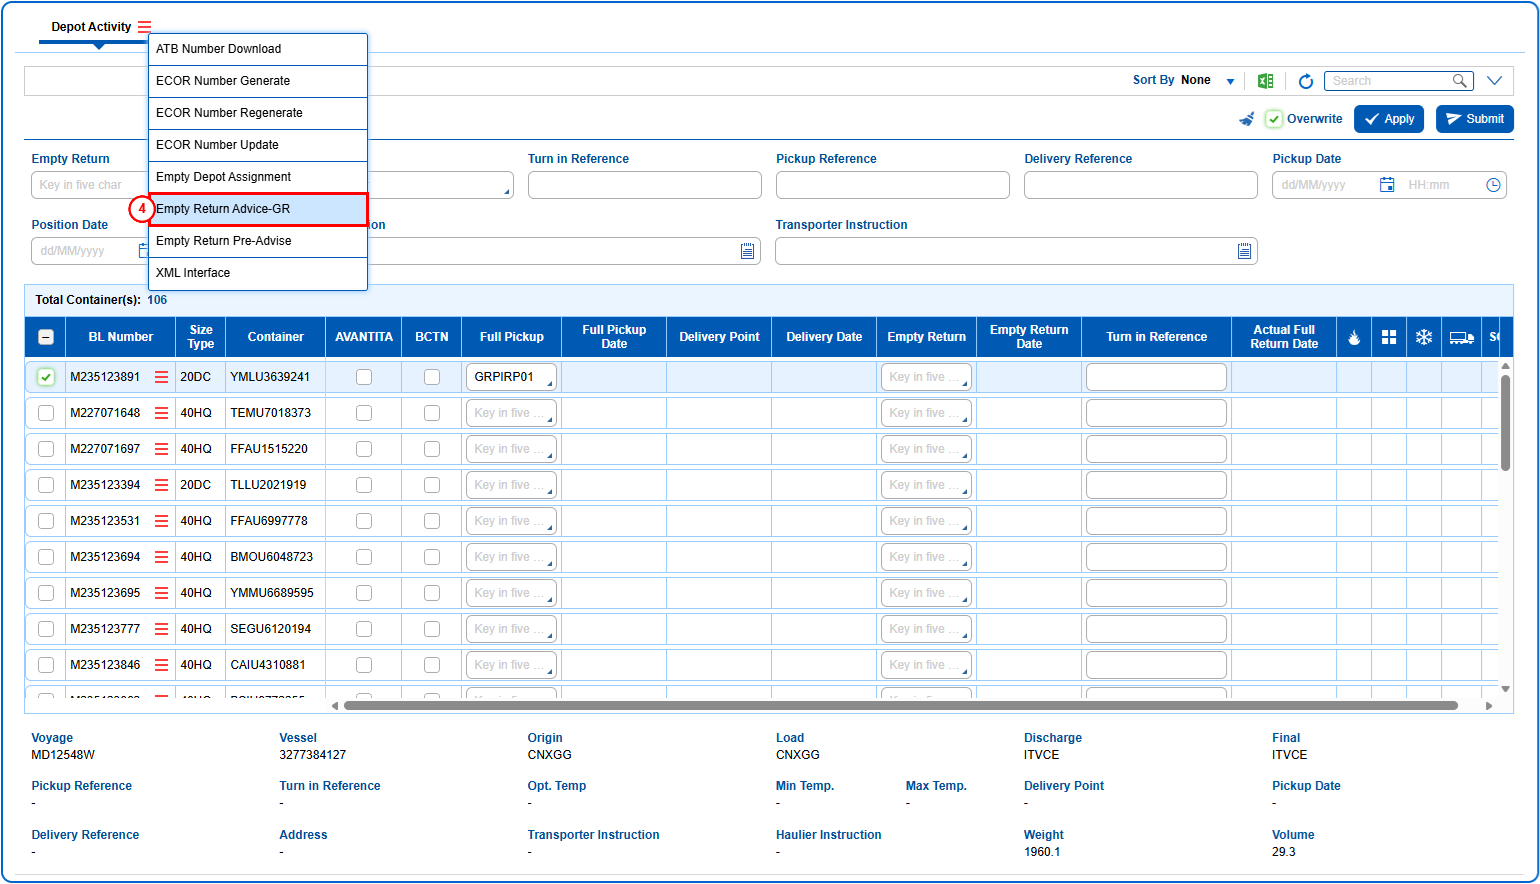 Depot Activity
ATB Number Download
ECOR Number Generate
ECOR Number Regenerate
ECOR Number Update
Empty Depot Assignment
4 Empty Return Advice-GR
Empty Return Pre-Advise
XML Interface
Sort By None Search
Overwrite Apply Submit
Empty Return Turn in Reference Pickup Reference Delivery Reference Pickup Date
Key in five char dd/MM/yyyy HH:mm
Position Date Transporter Instruction
dd/MM/yyyy
Total Container(s): 106
BL Number Size Type Container AVANTITA BCTN Full Pickup Full Pickup Date Delivery Point Delivery Date Empty Return Empty Return Date Turn in Reference Actual Full Return Date
M235123891 20DC YMLU3639241 GRPIRP01 Key in five ...
M227071648 40HQ TEMU7018373 Key in five ... Key in five ...
M227071697 40HQ FFAU1515220 Key in five ... Key in five ...
M235123394 20DC TLLU2021919 Key in five ... Key in five ...
M235123531 40HQ FFAU6997778 Key in five ... Key in five ...
M235123694 40HQ BMOU6048723 Key in five ... Key in five ...
M235123695 40HQ YMMU6689595 Key in five ... Key in five ...
M235123777 40HQ SEGU6120194 Key in five ... Key in five ...
M235123846 40HQ CAIU4310881 Key in five ... Key in five ...
Voyage Vessel Origin Load Discharge Final
MD12548W 3277384127 CNXGG CNXGG ITVCE ITVCE
Pickup Reference Turn in Reference Opt. Temp Min Temp. Max Temp. Delivery Point Pickup Date
- - - - - - -
Delivery Reference Address Transporter Instruction Haulier Instruction Weight Volume
- - - - 1960.1 29.3